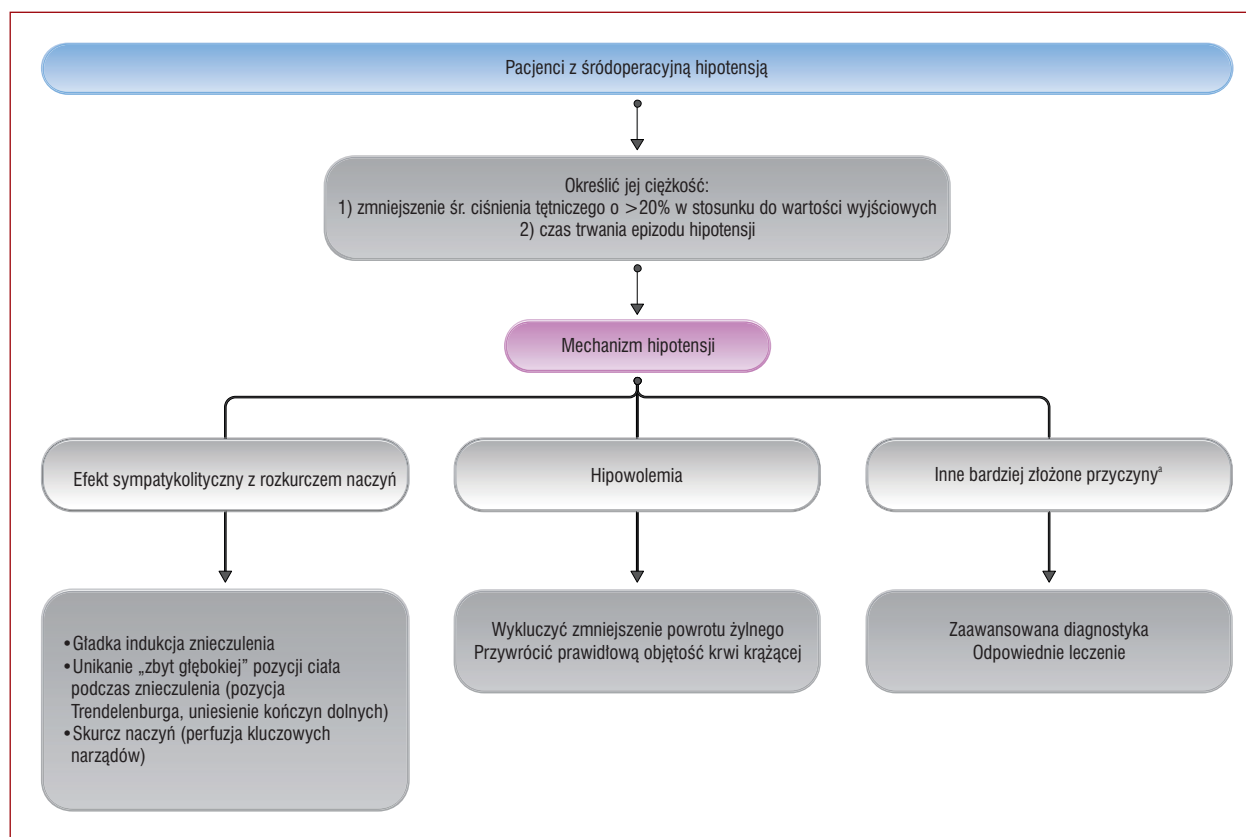 Pacjenci z śródoperacyjną hipotensją
Określić jej ciężkość:
1) zmniejszenie śr. ciśnienia tętniczego o >20% w stosunku do wartości wyjściowych
2) czas trwania epizodu hipotensji
Mechanizm hipotensji
Efekt sympatykolityczny z rozkurczem naczyń
Hipowolemia
Inne bardziej złożone przyczynyª
•Gładka indukcja znieczulenia
•Unikanie „zbyt głębokiej” pozycji ciała
podczas znieczulenia (pozycja
Trendelenburga, uniesienie kończyn dolnych)
•Skurcz naczyń (perfuzja kluczowych
narządów)
Wykluczyć zmniejszenie powrotu żylnego
Przywrócić prawidłową objętość krwi krążącej
Zaawansowana diagnostyka
Odpowiednie leczenie